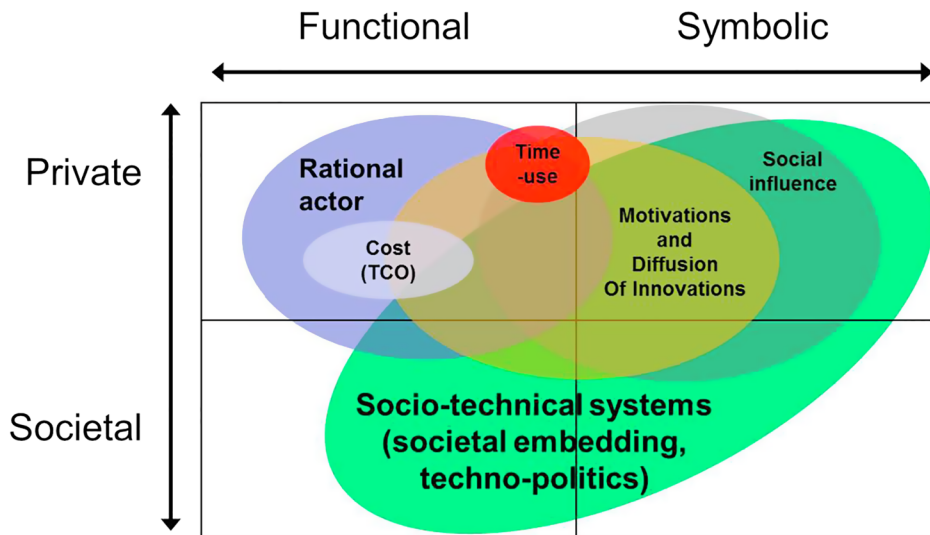 Functional
Symbolic
Private
Societal
Rational
actor
Time
-use
Social
influence
Cost
(TCO)
Motivations
and
Diffusion
Of Innovations
Socio-technical systems
(societal embedding,
techno-politics)